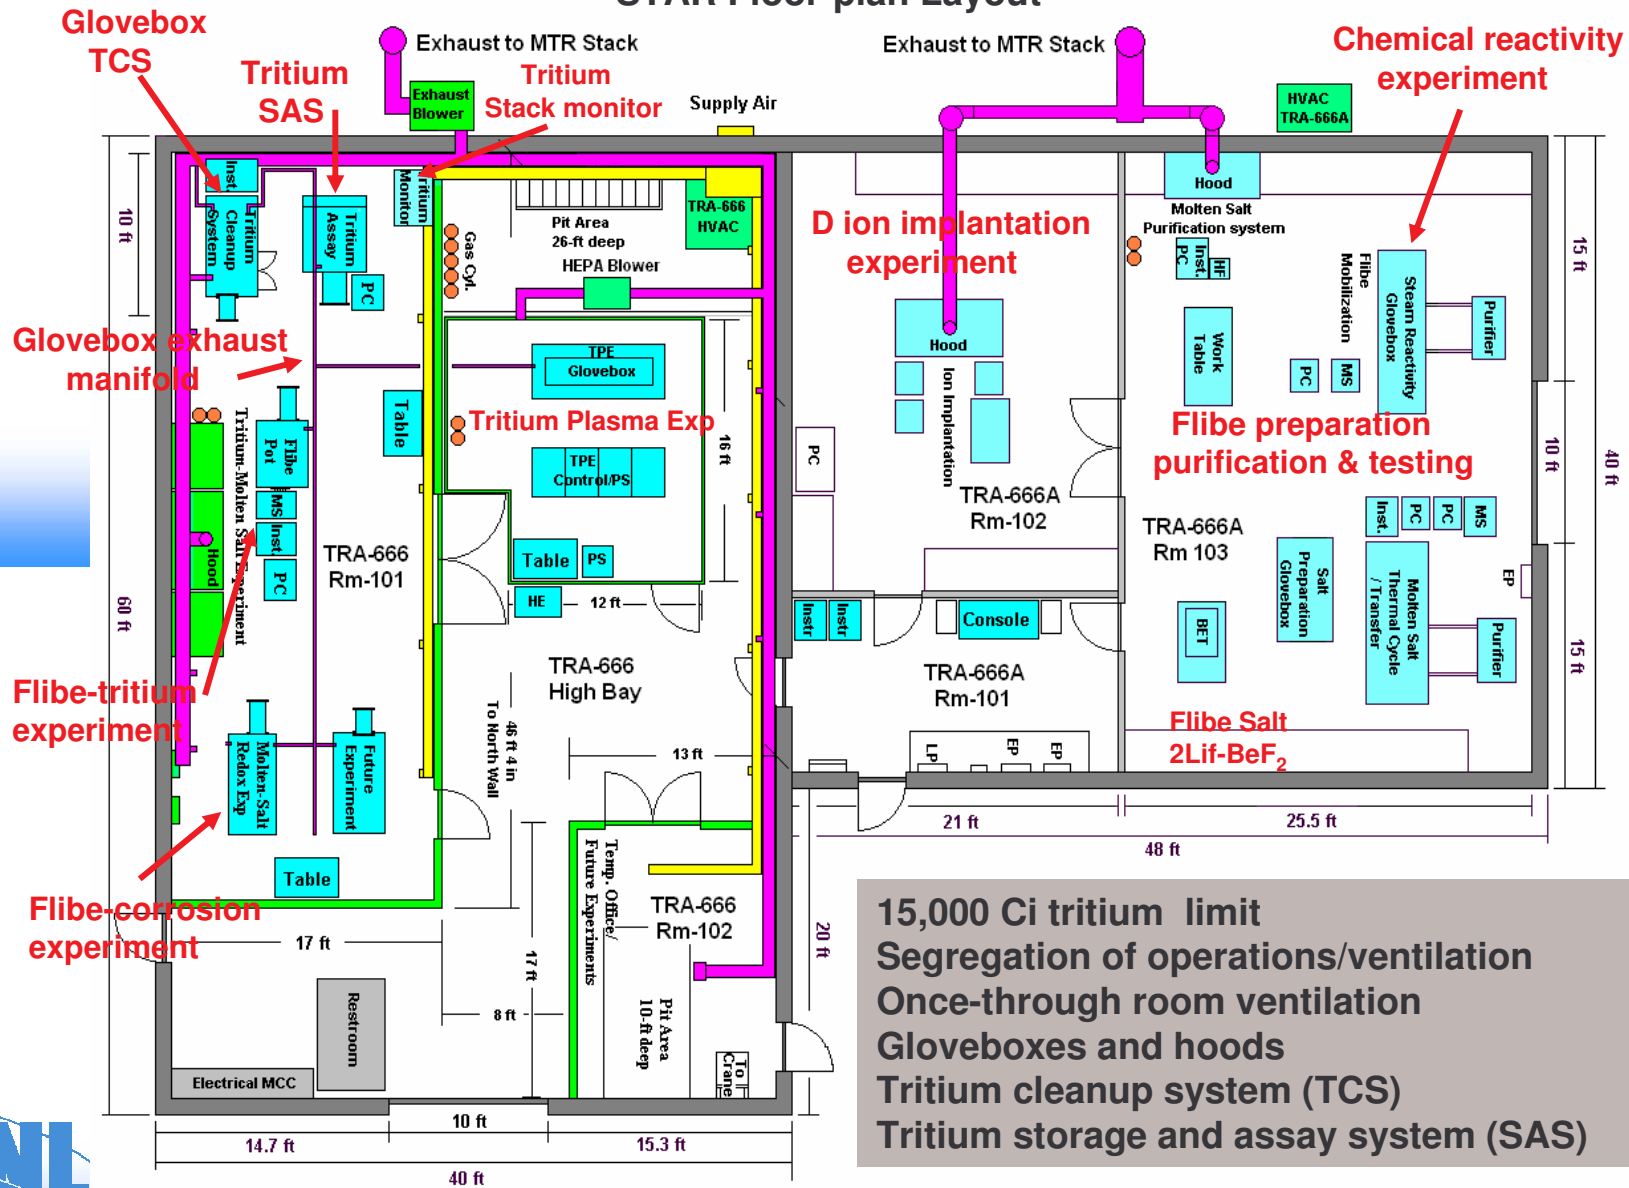 STAR Floor plan Layout
Glovebox
TCS
Exhaust to MTR Stack
Exhaust to MTR Stack
Chemical reactivity
experiment
Tritium
SAS
Tritium
Stack monitor
Exhaust
Blower
Supply Air
HVAC
TRA-666A
Inst.
Tritium
Cleanup
System
Tritium
Assay
PC
Tritium
Monitor
Gas Cyl.
Pit Area
26-ft deep
HEPA Blower
TRA-666
HVAC
D ion implantation
experiment
Hood
Molten Salt
Purification system
Inst.
PC
HF
Flibe
Mobilization
Steam Reactivity
Glovebox
Purifier
10 ft
15 ft
Glovebox exhaust
manifold
TPE
Glovebox
Hood
Work
Table
PC
MS
Table
Tritium Plasma Exp
16 ft
Ion Implantation
PC
Flibe preparation
purification & testing
10 ft
40 ft
Tritium-Molten Salt Experiment
Flibe
Pot
MS
Inst.
PC
Hood
TPE
Control/PS
TRA-666A
Rm-102
TRA-666A
Rm 103
Inst.
PC
PC
MS
TRA-666
Rm-101
Table
PS
HE
12 ft
Salt
Preparation
Glovebox
Molten Salt
Thermal Cycle
/ Transfer
EP
60 ft
Instr
Instr
Console
BET
Purifier
15 ft
TRA-666
High Bay
TRA-666A
Rm-101
Flibe-tritium
experiment
46 ft 4 in
To North Wall
Flibe Salt
2Lif-BeF2
Molten-Salt
Redox Exp
Future
Experiment
13 ft
LP
EP
EP
21 ft
25.5 ft
48 ft
Table
Temp. Office/
Future Experiments
TRA-666
Rm-102
Flibe-corrosion
experiment
17 ft
17 ft
20 ft
8 ft
Restroom
Pit Area
10-ft deep
To
Crane
Electrical MCC
10 ft
14.7 ft
15.3 ft
40 ft
15,000 Ci tritium limit
Segregation of operations/ventilation
Once-through room ventilation
Gloveboxes and hoods
Tritium cleanup system (TCS)
Tritium storage and assay system (SAS)
NL